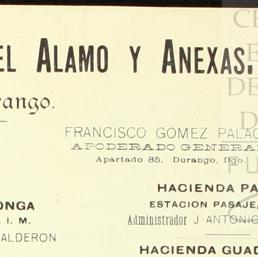 EL ALAMO Y ANEXAS,
rango.
FRANCISCO GOMEZ PALAC
APODERADO GENERAL
Apartado 85. Durango, Dgo.
HACIENDA PA
ONGA
ESTACION PASAJE,
. I. M.
Administrador J ANTONIO
ALDERON
HACIENDA GUAD